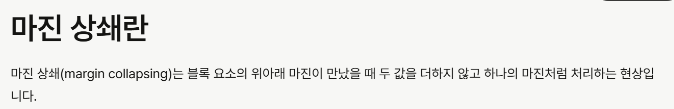 마진 상쇄란
마진 상쇄(margin collapsing)는 블록 요소의 위아래 마진이 만났을 때 두 값을 더하지 않고 하나의 마진처럼 처리하는 현상입
니다.